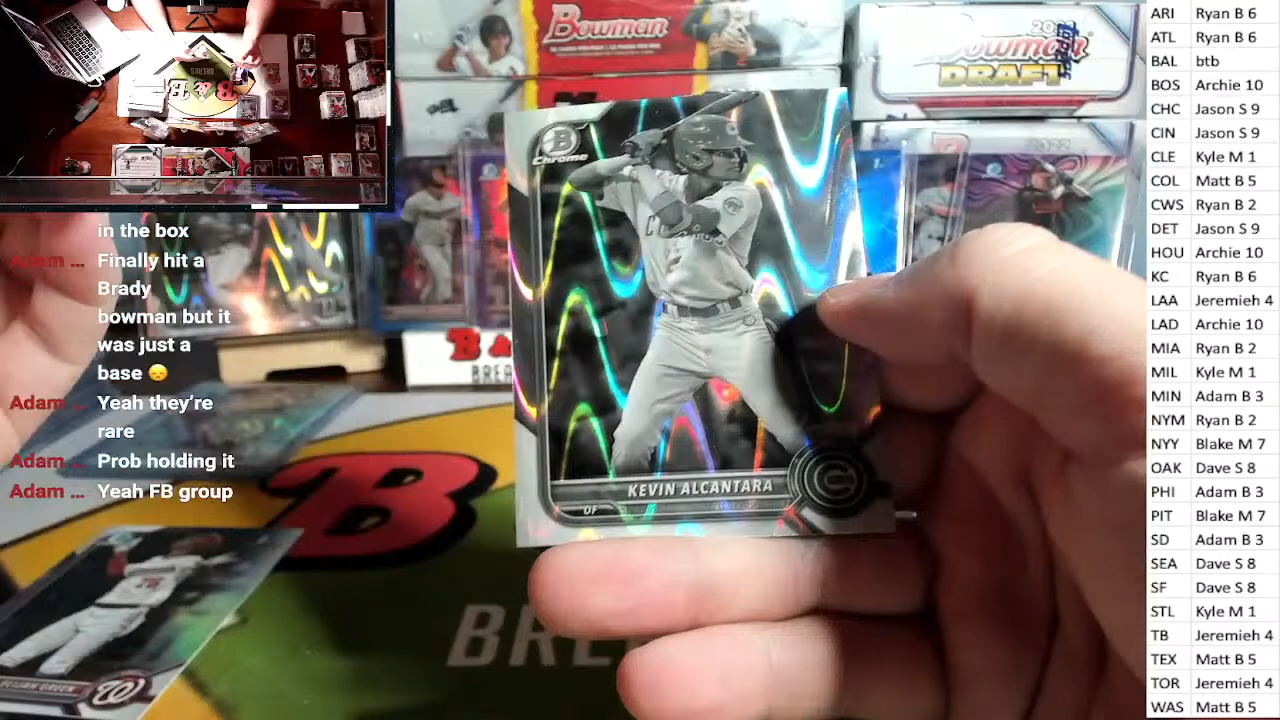 in the box
Adam ... Finally hit a
Brady
bowman but it
was just a
base 😞
Adam ... Yeah they're
rare
Adam ... Prob holding it
Adam ... Yeah FB group
Bowman
Bowman
DRAFT
B
Chrome
KEVIN ALCANTARA
OF
ELIJAH GREEN
W
B
BRE
B & B
BREAKS
ARI Ryan B 6
ATL Ryan B 6
BAL btb
BOS Archie 10
CHC Jason S 9
CIN Jason S 9
CLE Kyle M 1
COL Matt B 5
CWS Ryan B 2
DET Jason S 9
HOU Archie 10
KC Ryan B 6
LAA Jeremieh 4
LAD Archie 10
MIA Ryan B 2
MIL Kyle M 1
MIN Adam B 3
NYM Ryan B 2
NYY Blake M 7
OAK Dave S 8
PHI Adam B 3
PIT Blake M 7
SD Adam B 3
SEA Dave S 8
SF Dave S 8
STL Kyle M 1
TB Jeremieh 4
TEX Matt B 5
TOR Jeremieh 4
WAS Matt B 5